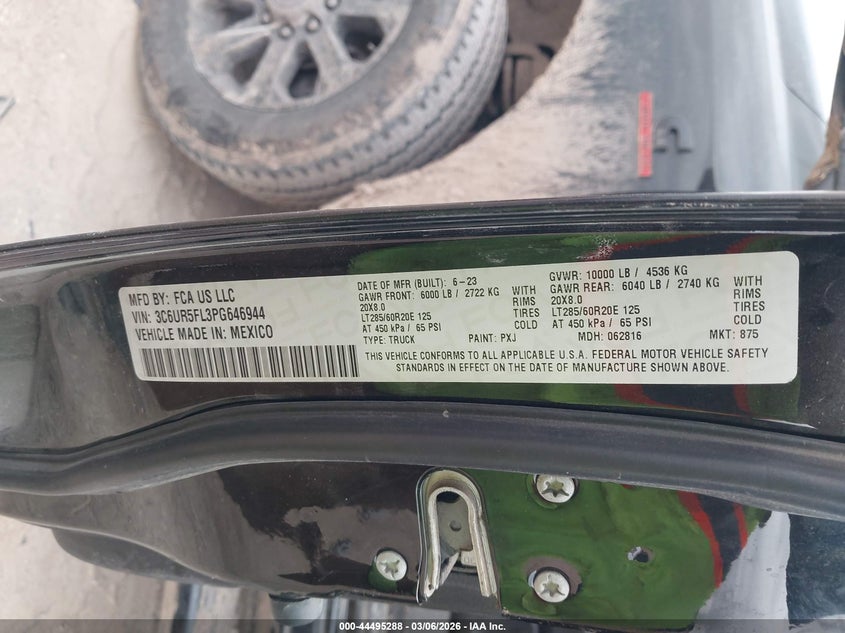 MFD BY: FCA US LLC
VIN: 3C6UR5FL3PG646944
VEHICLE MADE IN: MEXICO
DATE OF MFR (BUILT): 6-23
GAWR FRONT: 6000 LB / 2722 KG WITH
20X8.0 RIMS
LT285/60R20E 125 TIRES
AT 450 kPa / 65 PSI COLD
TYPE: TRUCK PAINT: PXJ
GVWR: 10000 LB / 4536 KG
GAWR REAR: 6040 LB / 2740 KG WITH
20X8.0 RIMS
LT285/60R20E 125 TIRES
AT 450 kPa / 65 PSI COLD
MDH: 062816 MKT: 875
THIS VEHICLE CONFORMS TO ALL APPLICABLE U.S.A. FEDERAL MOTOR VEHICLE SAFETY
STANDARDS IN EFFECT ON THE DATE OF MANUFACTURE SHOWN ABOVE.
000-44495288 - 03/06/2026 - IAA Inc.